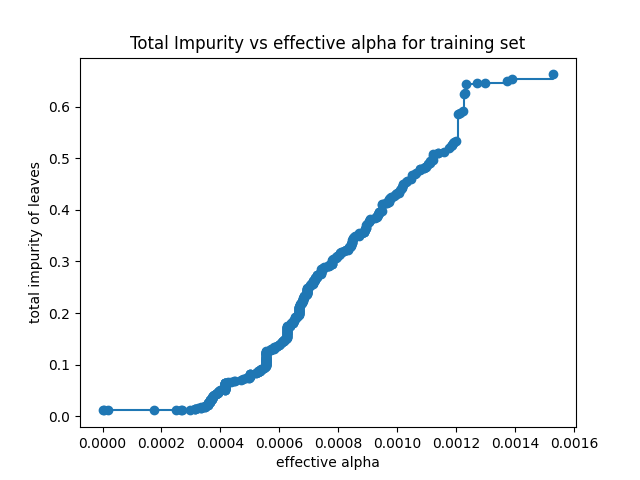 Total Impurity vs effective alpha for training set
total impurity of leaves
0.6
0.5
0.4
0.3
0.2
0.1
0.0
0.0000 0.0002 0.0004 0.0006 0.0008 0.0010 0.0012 0.0014 0.0016
effective alpha